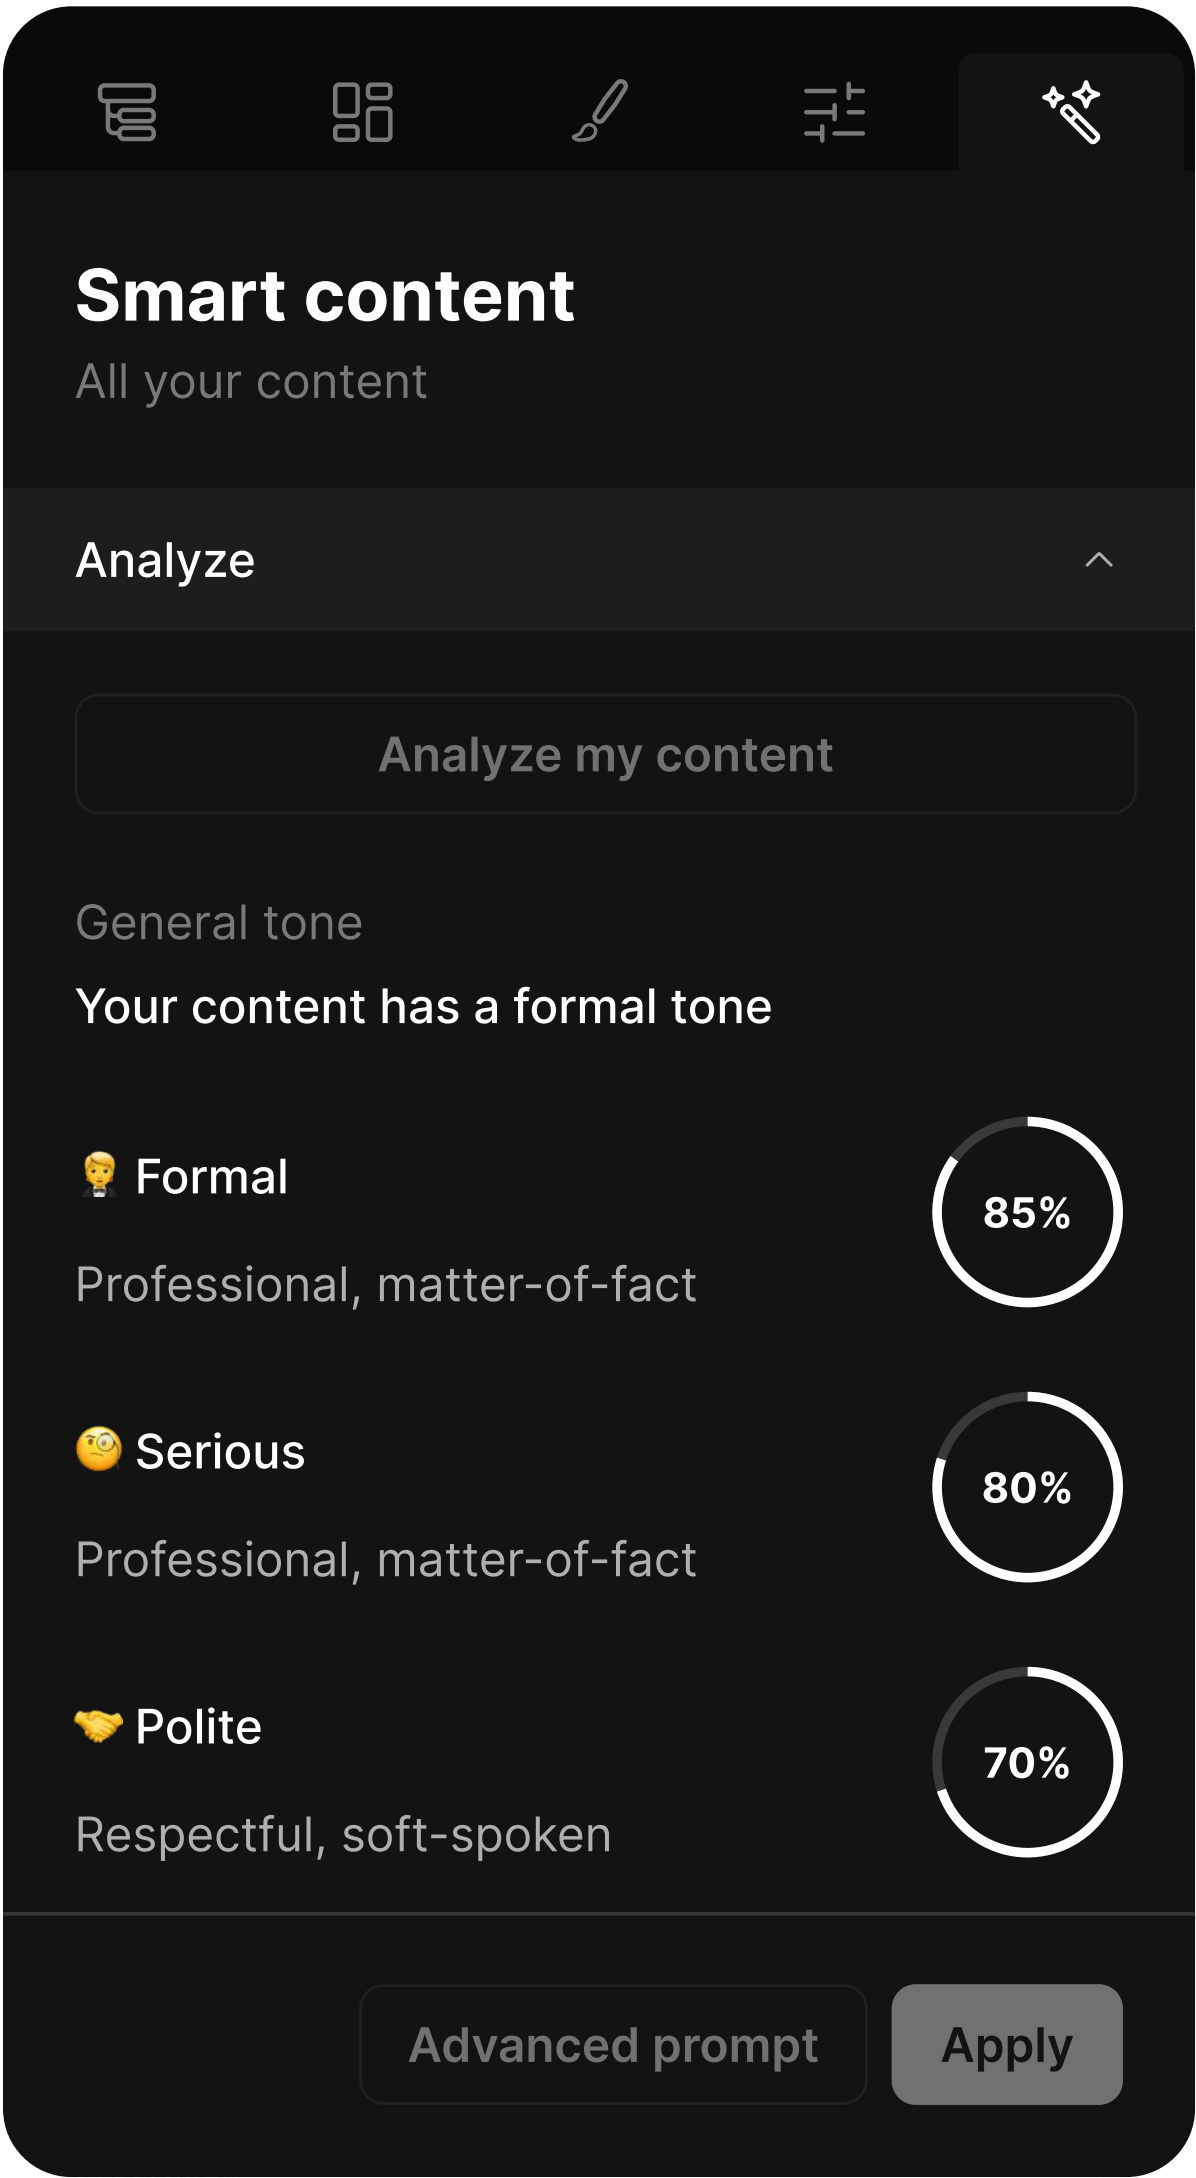 Smart content
All your content
Analyze
Analyze my content
General tone
Your content has a formal tone
Formal
85%
Professional, matter-of-fact
Serious
80%
Professional, matter-of-fact
Polite
70%
Respectful, soft-spoken
Advanced prompt
Apply